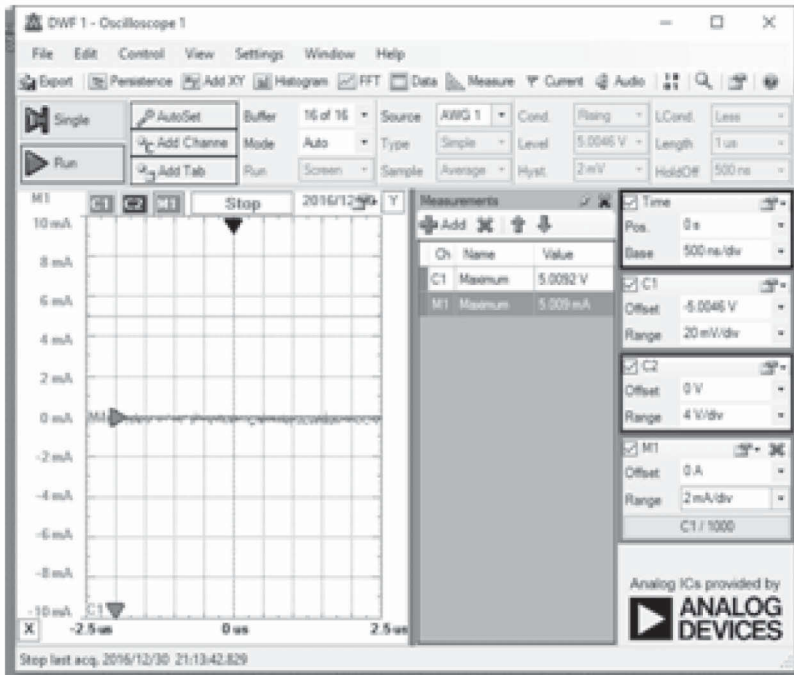 DWF 1 - Oscilloscope 1
File Edit Control View Settings Window Help
Export Persistence Add XY Histogram FFT Data Measure Current Audio
Single AutoSet Buffer 16 of 16 Source AWG 1 Cond. Rising LCond. Less
Add Channe Mode Auto Type Simple Level 5.0046 V Length 1 us
Run Add Tab Run Screen Sample Average Hyst. 2 mV HoldOff 500 ns
M1 C1 C2 M1 Stop 2016/12 Y
10 mA
8 mA
6 mA
4 mA
2 mA
0 mA
-2 mA
-4 mA
-6 mA
-8 mA
-10 mA
C1
X -2.5 us 0 us 2.5 us
Measurements
Add
Ch Name Value
C1 Maximum 5.0092 V
M1 Maximum 5.009 mA
Time
Pos. 0 s
Base 500 ns/div
C1
Offset -5.0046 V
Range 20 mV/div
C2
Offset 0 V
Range 4 V/div
M1
Offset 0 A
Range 2 mA/div
C1 / 1000
Analog ICs provided by
ANALOG
DEVICES
Stop last acq. 2016/12/30 21:13:42.829